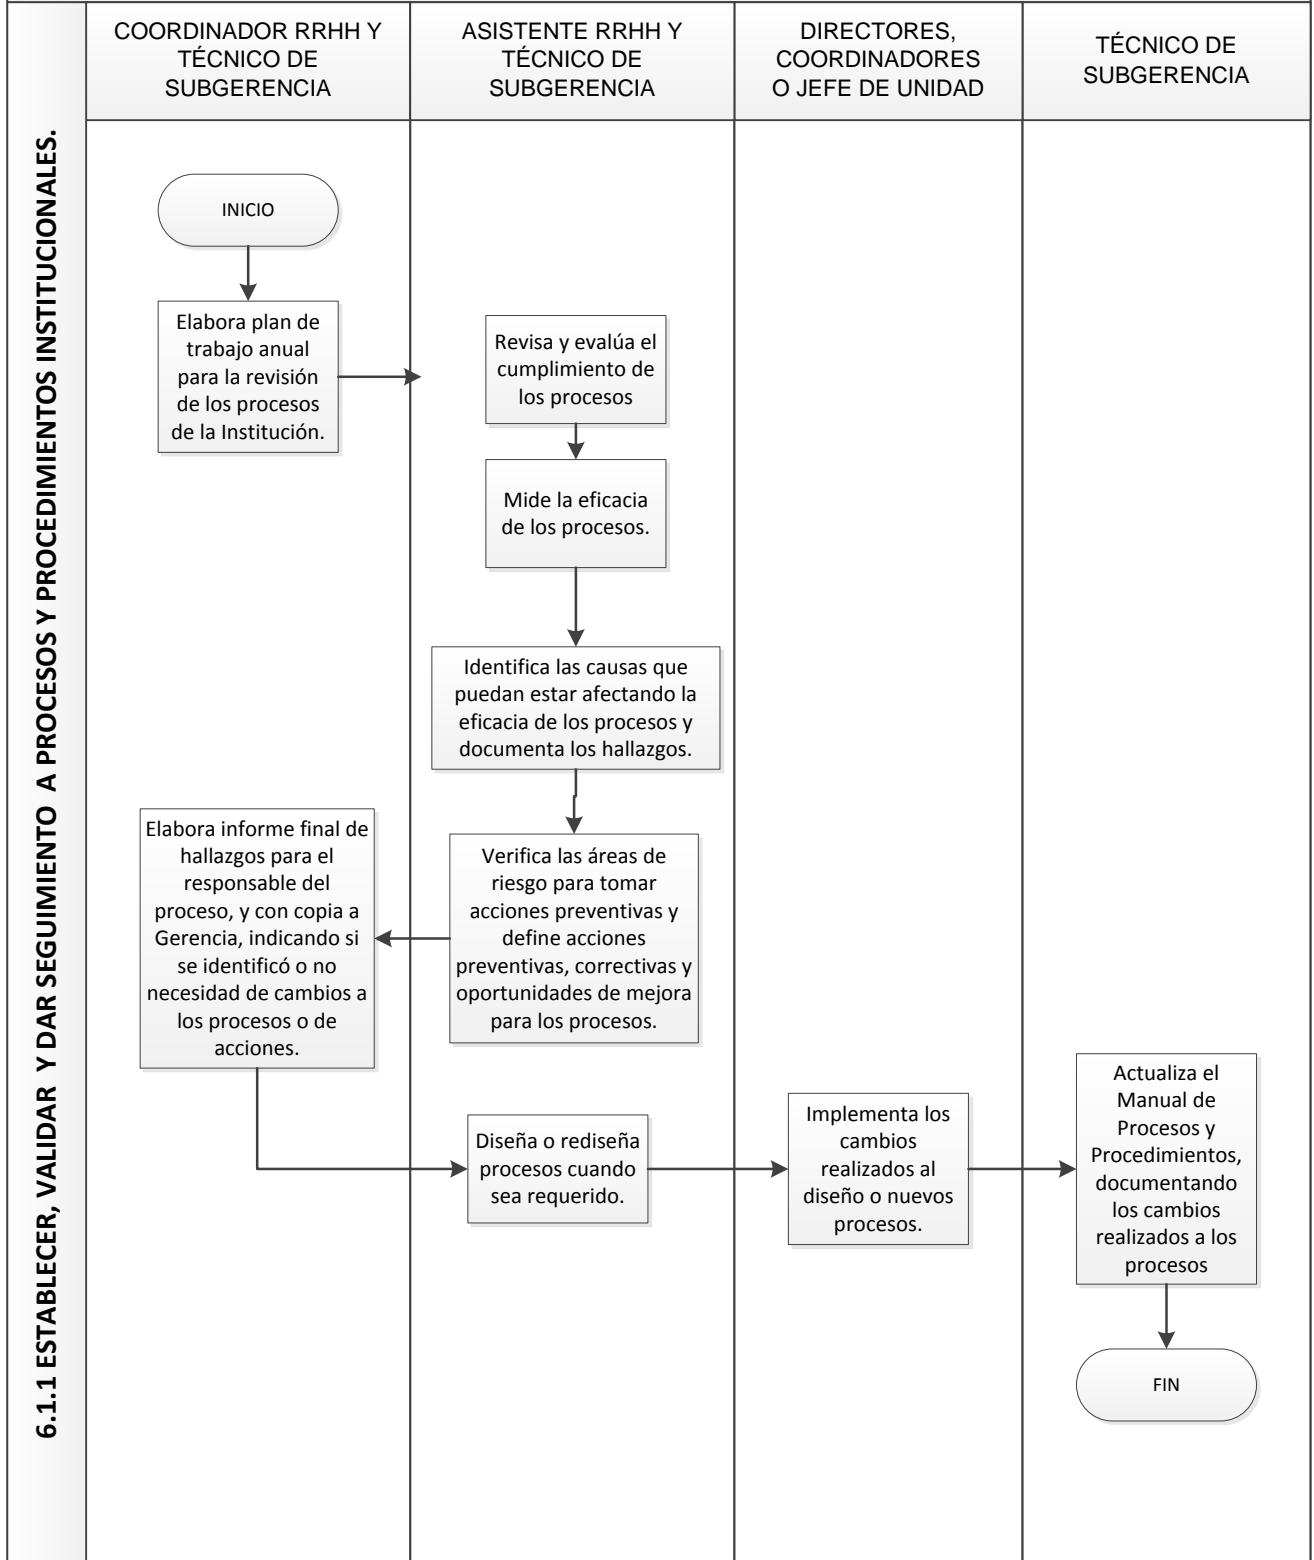 6.1.1 ESTABLECER, VALIDAR Y DAR SEGUIMIENTO A PROCESOS Y PROCEDIMIENTOS INSTITUCIONALES.
COORDINADOR RRHH Y
TÉCNICO DE
SUBGERENCIA
ASISTENTE RRHH Y
TÉCNICO DE
SUBGERENCIA
DIRECTORES,
COORDINADORES
O JEFE DE UNIDAD
TÉCNICO DE
SUBGERENCIA
INICIO
Elabora plan de
trabajo anual
para la revisión
de los procesos
de la Institución.
Revisa y evalúa el
cumplimiento de
los procesos
Mide la eficacia
de los procesos.
Identifica las causas que
puedan estar afectando la
eficacia de los procesos y
documenta los hallazgos.
Verifica las áreas de
riesgo para tomar
acciones preventivas y
define acciones
preventivas, correctivas y
oportunidades de mejora
para los procesos.
Elabora informe final de
hallazgos para el
responsable del
proceso, y con copia a
Gerencia, indicando si
se identificó o no
necesidad de cambios a
los procesos o de
acciones.
Diseña o rediseña
procesos cuando
sea requerido.
Implementa los
cambios
realizados al
diseño o nuevos
procesos.
Actualiza el
Manual de
Procesos y
Procedimientos,
documentando
los cambios
realizados a los
procesos
FIN